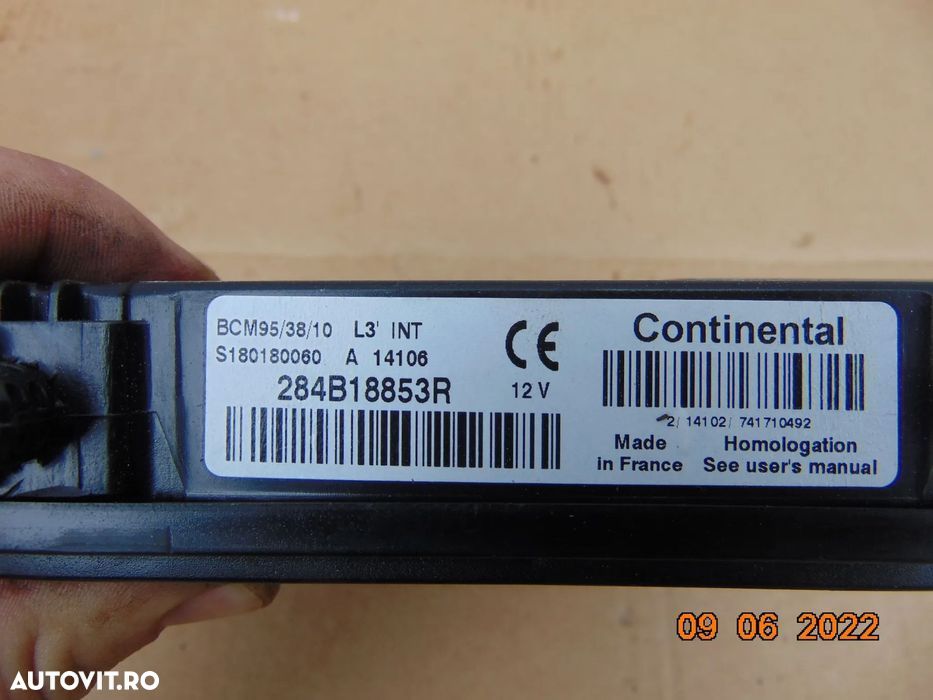 BCM95/38/10 L3' INT
S180180060 A 14106
284B18853R
12 V
Continental
2/ 14102/ 741710492
Made
in France
Homologation
See user's manual
09 06 2022
AUTOVIT.RO